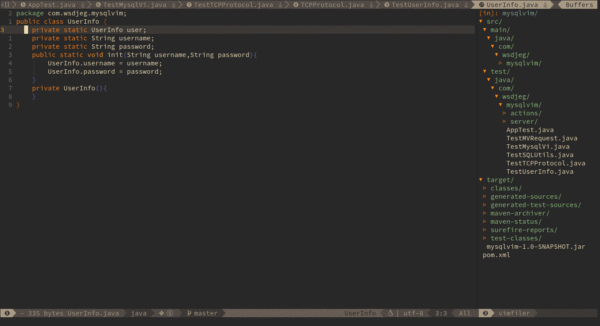 AppTest.java TestMysqlVi.java TestTCPProtocol.java TCPProtocol.java TestUserInfo.java UserInfo.java Buffers
2 package com.wsdjeg.mysqlvim;
1 public class UserInfo {
3 private static UserInfo user;
1 private static String username;
2 private static String password;
3 public static void init(String username,String password){
4 UserInfo.username = username;
5 UserInfo.password = password;
6 }
7 private UserInfo(){
8 }
9 }
[in]: mysqlvim/
▼ src/
▼ main/
▼ java/
▼ com/
▼ wsdjeg/
▶ mysqlvim/
▼ test/
▼ java/
▼ com/
▼ wsdjeg/
▼ mysqlvim/
▶ actions/
▶ server/
AppTest.java
TestMVRequest.java
TestMysqlVi.java
TestSQLUtils.java
TestTCPProtocol.java
TestUserInfo.java
▼ target/
▶ classes/
▶ generated-sources/
▶ generated-test-sources/
▶ maven-archiver/
▶ maven-status/
▶ surefire-reports/
▶ test-classes/
mysqlvim-1.0-SNAPSHOT.jar
pom.xml
- 335 bytes UserInfo.java java master UserInfo | utf-8 3:3 All vimfiler